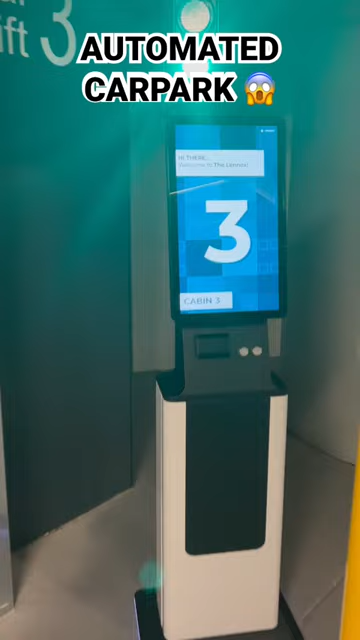 ift 3
AUTOMATED
CARPARK 😱
HI THERE...
Welcome to The Lennox!
3
CABIN 3